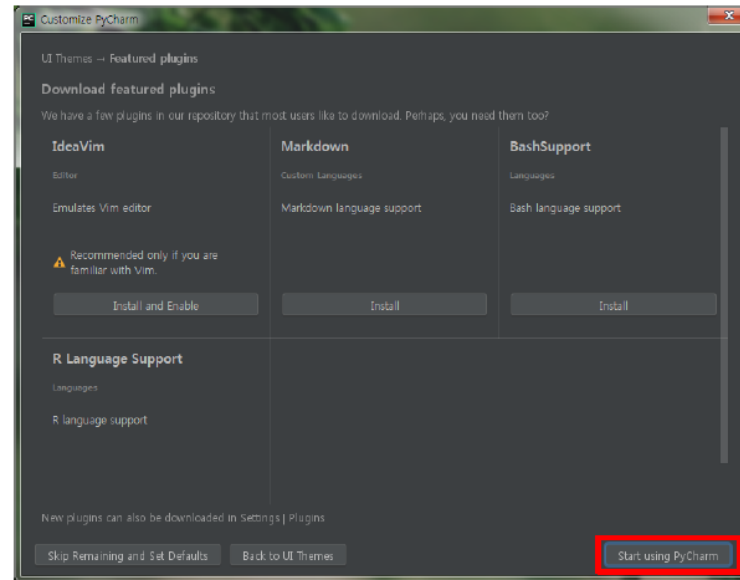 PC Customize PyCharm
UI Themes → Featured plugins
Download featured plugins
We have a few plugins in our repository that most users like to download. Perhaps, you need them too?
IdeaVim
Editor
Emulates Vim editor
Recommended only if you are
familiar with Vim.
Install and Enable
Markdown
Custom Languages
Markdown language support
Install
BashSupport
Languages
Bash language support
Install
R Language Support
Languages
R language support
New plugins can also be downloaded in Settings | Plugins
Skip Remaining and Set Defaults
Back to UI Themes
Start using PyCharm